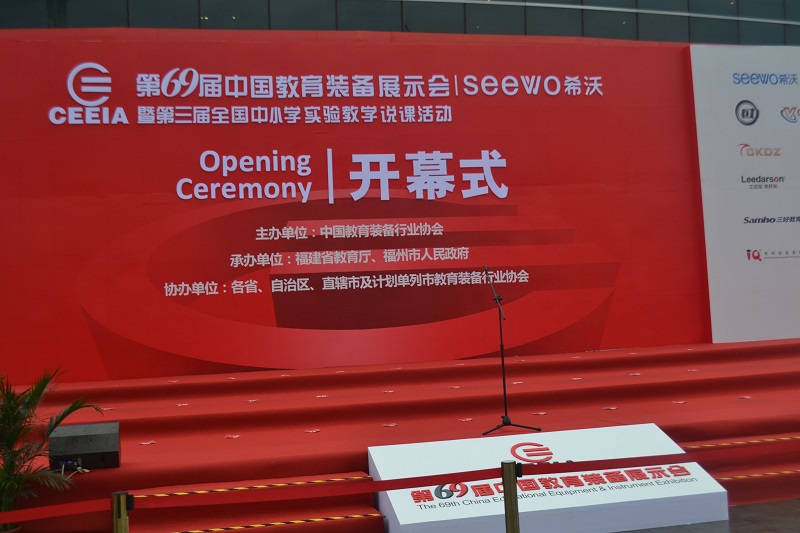 CEEIA
第69届中国教育装备展示会|seewo希沃
暨第三届全国中小学实验教学说课活动
Opening
Ceremony
开幕式
主办单位：中国教育装备行业协会
承办单位：福建省教育厅、福州市人民政府
协办单位：各省、自治区、直辖市及计划单列市教育装备行业协会
seewo希沃
CKDZ
Leedarson
Sambo 三好教育
iQ
第69届中国教育装备展示会
The 69th China Educational Equipment & Instrument Exhibition